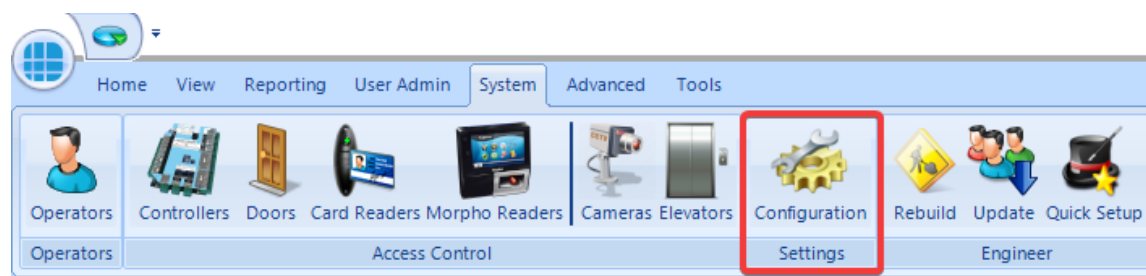 Home View Reporting User Admin System Advanced Tools
Operators Controllers Doors Card Readers Morpho Readers Cameras Elevators Configuration Rebuild Update Quick Setup
Operators Access Control Settings Engineer